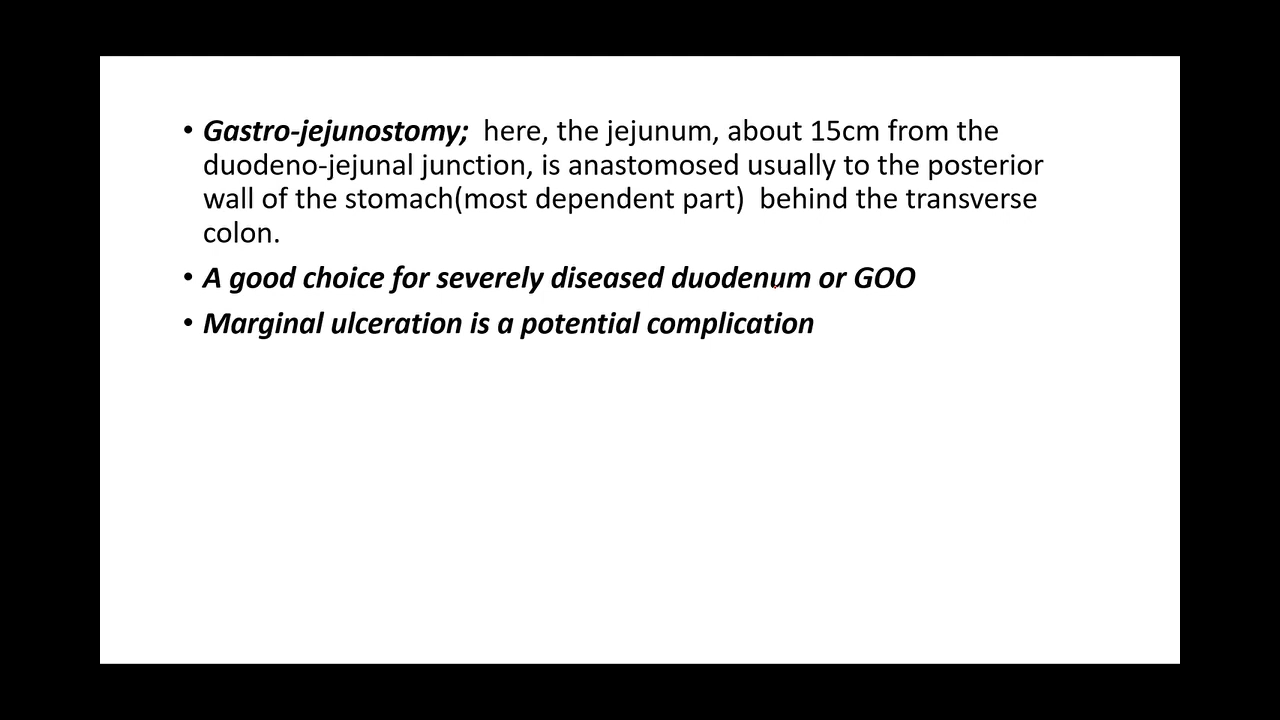 • Gastro-jejunostomy;  here, the jejunum, about 15cm from the
duodeno-jejunal junction, is anastomosed usually to the posterior
wall of the stomach(most dependent part)  behind the transverse
colon.
• A good choice for severely diseased duodenum or GOO
• Marginal ulceration is a potential complication